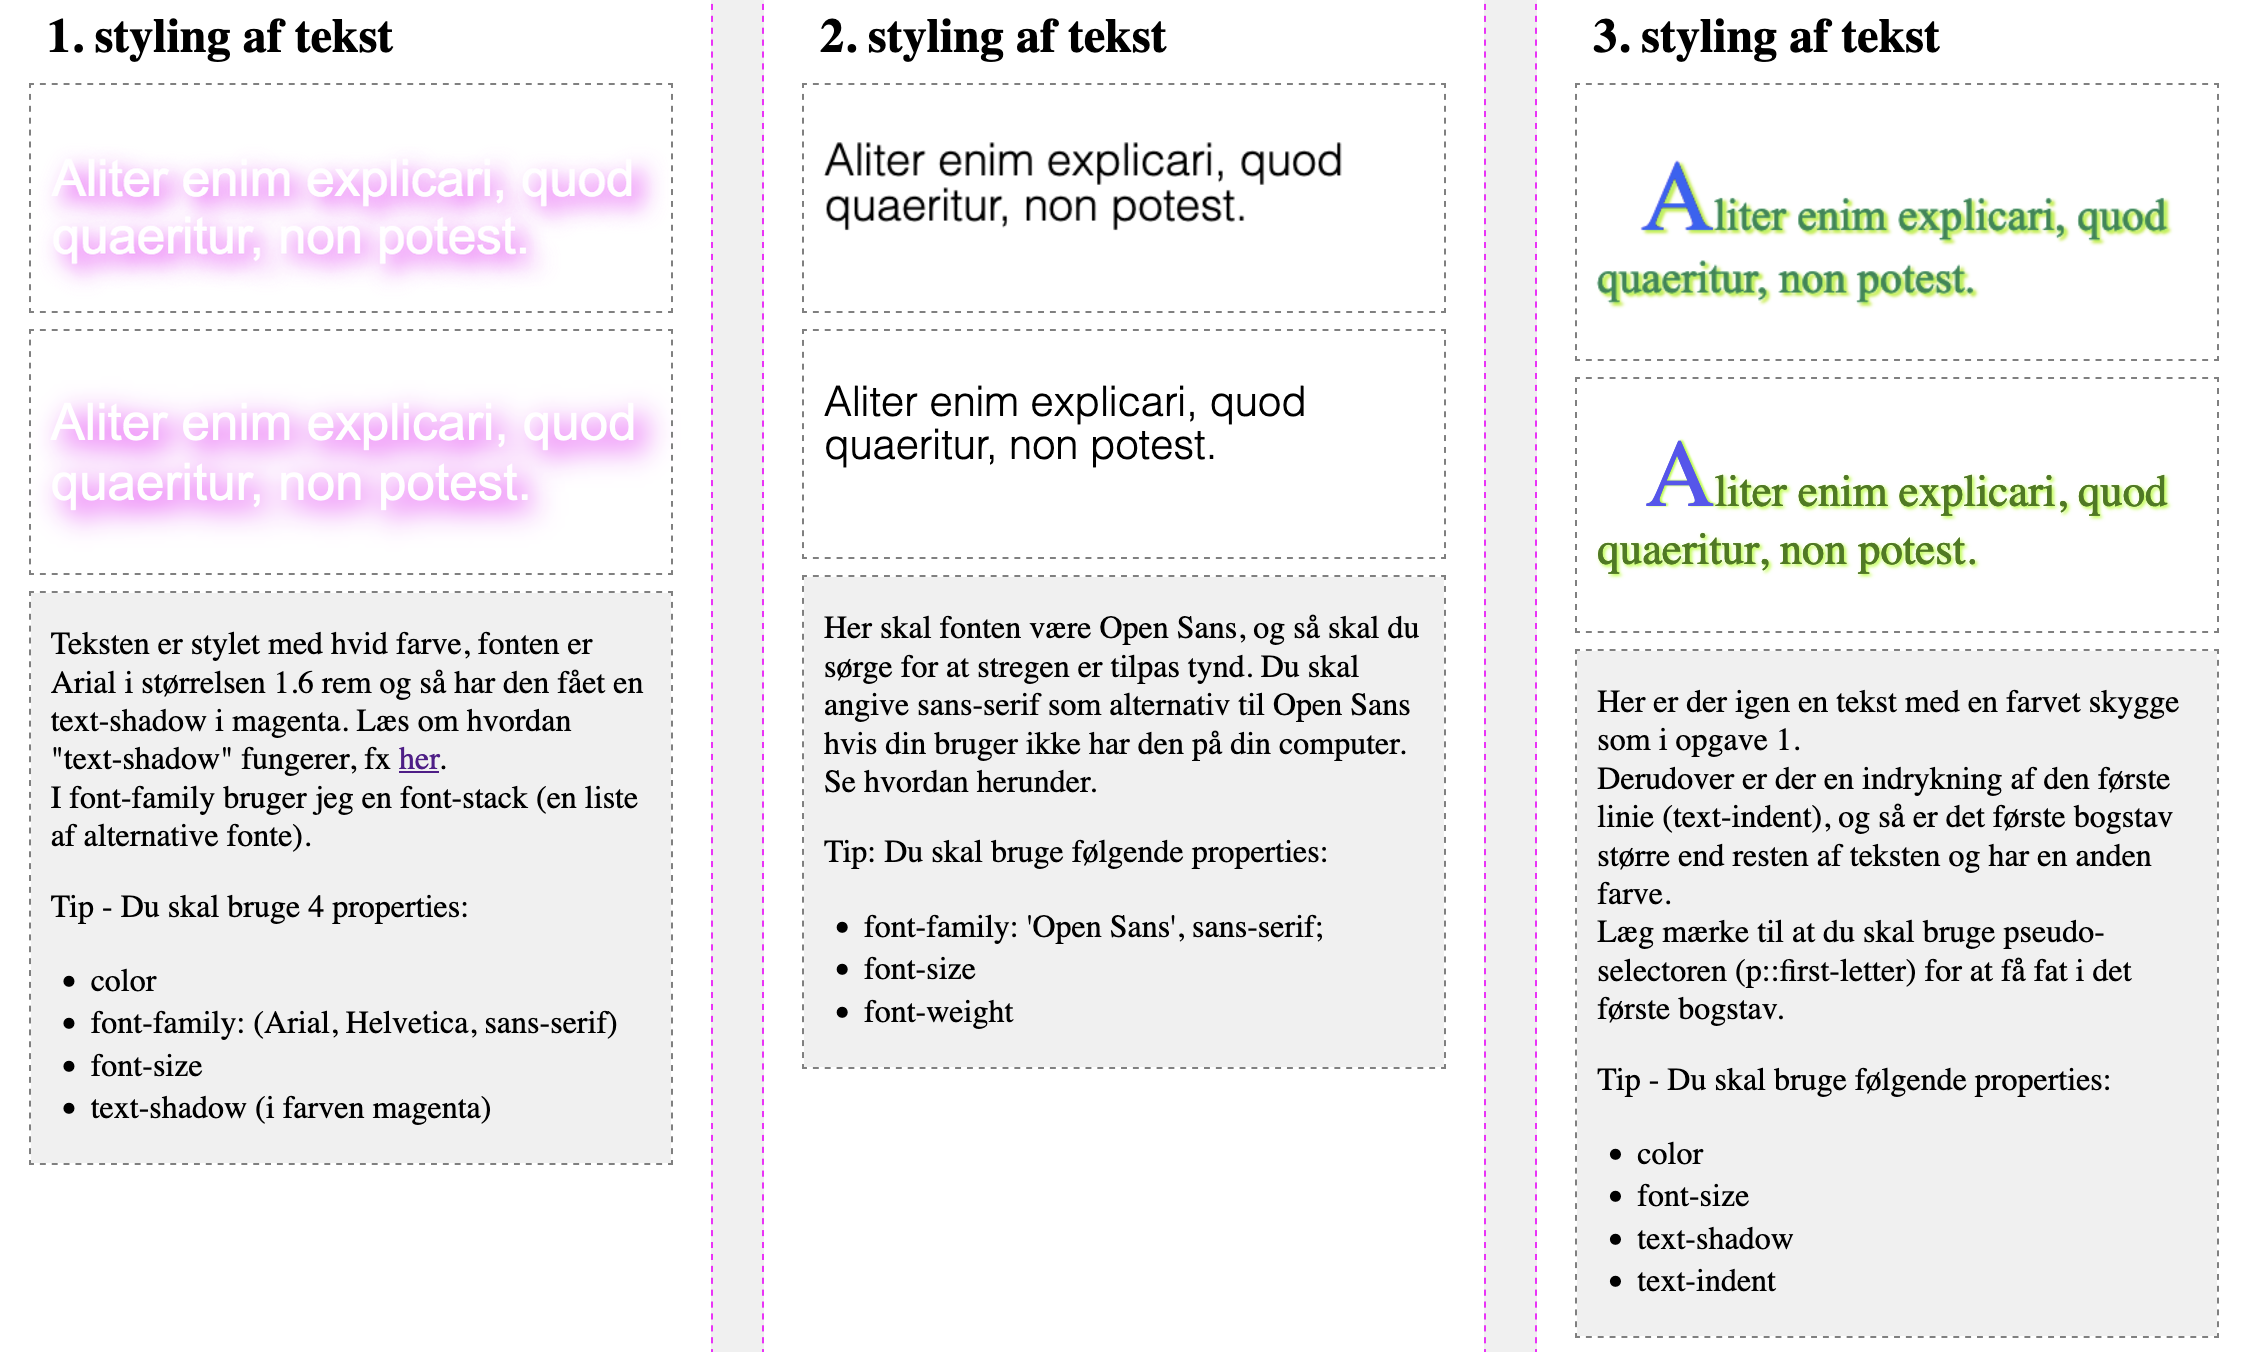 1. styling af tekst
Aliter enim explicari, quod
quaeritur, non potest.
Aliter enim explicari, quod
quaeritur, non potest.
Teksten er stylet med hvid farve, fonten er
Arial i størrelsen 1.6 rem og så har den fået en
text-shadow i magenta. Læs om hvordan
"text-shadow" fungerer, fx her.
I font-family bruger jeg en font-stack (en liste
af alternative fonte).
Tip - Du skal bruge 4 properties:
• color
• font-family: (Arial, Helvetica, sans-serif)
• font-size
• text-shadow (i farven magenta)
2. styling af tekst
Aliter enim explicari, quod
quaeritur, non potest.
Aliter enim explicari, quod
quaeritur, non potest.
Her skal fonten være Open Sans, og så skal du
sørge for at stregen er tilpas tynd. Du skal
angive sans-serif som alternativ til Open Sans
hvis din bruger ikke har den på din computer.
Se hvordan herunder.
Tip: Du skal bruge følgende properties:
• font-family: 'Open Sans', sans-serif;
• font-size
• font-weight
3. styling af tekst
Aliter enim explicari, quod
quaeritur, non potest.
Aliter enim explicari, quod
quaeritur, non potest.
Her er der igen en tekst med en farvet skygge
som i opgave 1.
Derudover er der en indrykning af den første
linie (text-indent), og så er det første bogstav
større end resten af teksten og har en anden
farve.
Læg mærke til at du skal bruge pseudo-
selectoren (p::first-letter) for at få fat i det
første bogstav.
Tip - Du skal bruge følgende properties:
• color
• font-size
• text-shadow
• text-indent